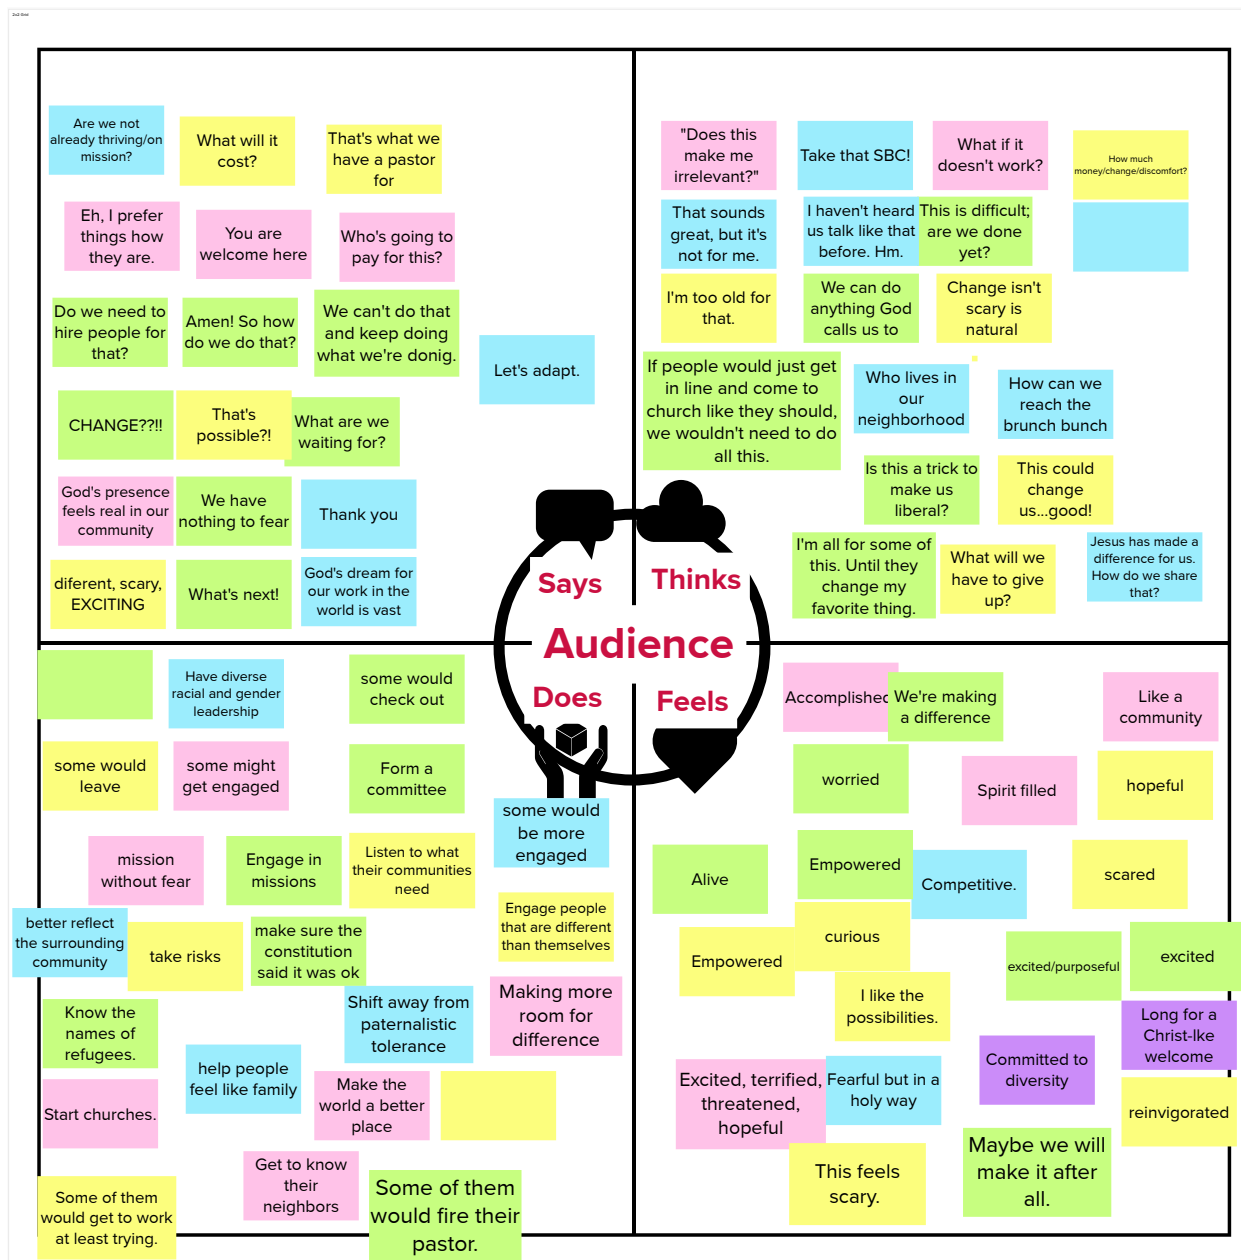 2x2 Grid
Are we not
already thriving/on
mission?
What will it
cost?
That's what we
have a pastor
for
Eh, I prefer
things how
they are.
You are
welcome here
Who's going to
pay for this?
Do we need to
hire people for
that?
Amen! So how
do we do that?
We can't do that
and keep doing
what we're donig.
Let's adapt.
CHANGE??!!
That's
possible?!
What are we
waiting for?
God's presence
feels real in our
community
We have
nothing to fear
Thank you
diferent, scary,
EXCITING
What's next!
God's dream for
our work in the
world is vast
"Does this
make me
irrelevant?"
Take that SBC!
What if it
doesn't work?
How much
money/change/discomfort?
That sounds
great, but it's
not for me.
I haven't heard
us talk like that
before. Hm.
This is difficult;
are we done
yet?
I'm too old for
that.
We can do
anything God
calls us to
Change isn't
scary is
natural
If people would just get
in line and come to
church like they should,
we wouldn't need to do
all this.
Who lives in
our
neighborhood
How can we
reach the
brunch bunch
Is this a trick to
make us
liberal?
This could
change
us...good!
I'm all for some of
this. Until they
change my
favorite thing.
What will we
have to give
up?
Jesus has made a
difference for us.
How do we share
that?
Says
Thinks
Audience
Does
Feels
Have diverse
racial and gender
leadership
some would
check out
some would
leave
some might
get engaged
Form a
committee
some would
be more
engaged
mission
without fear
Engage in
missions
Listen to what
their communities
need
Engage people
that are different
than themselves
better reflect
the surrounding
community
take risks
make sure the
constitution
said it was ok
Know the
names of
refugees.
Shift away from
paternalistic
tolerance
Making more
room for
difference
help people
feel like family
Start churches.
Make the
world a better
place
Get to know
their
neighbors
Some of them
would get to work
at least trying.
Some of them
would fire their
pastor.
Accomplished
We're making
a difference
Like a
community
worried
Spirit filled
hopeful
Alive
Empowered
Competitive.
scared
Empowered
curious
excited/purposeful
excited
I like the
possibilities.
Long for a
Christ-lke
welcome
Committed to
diversity
Excited, terrified,
threatened,
hopeful
Fearful but in a
holy way
reinvigorated
This feels
scary.
Maybe we will
make it after
all.